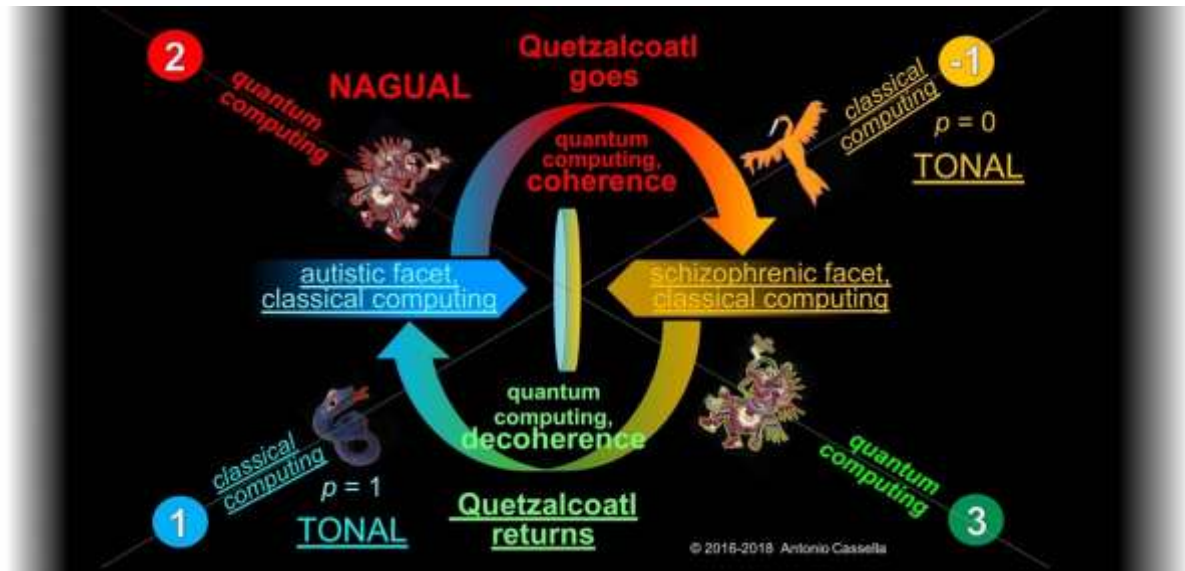 2
quantum
computing
NAGUAL
Quetzalcoatl
goes
quantum
computing,
coherence
classical
computing
-1
p = 0
TONAL
autistic facet,
classical computing
schizophrenic facet,
classical computing
classical
computing
p = 1
1
TONAL
quantum
computing,
decoherence
Quetzalcoatl
returns
quantum
computing
3
© 2016-2018 Antonio Cassella